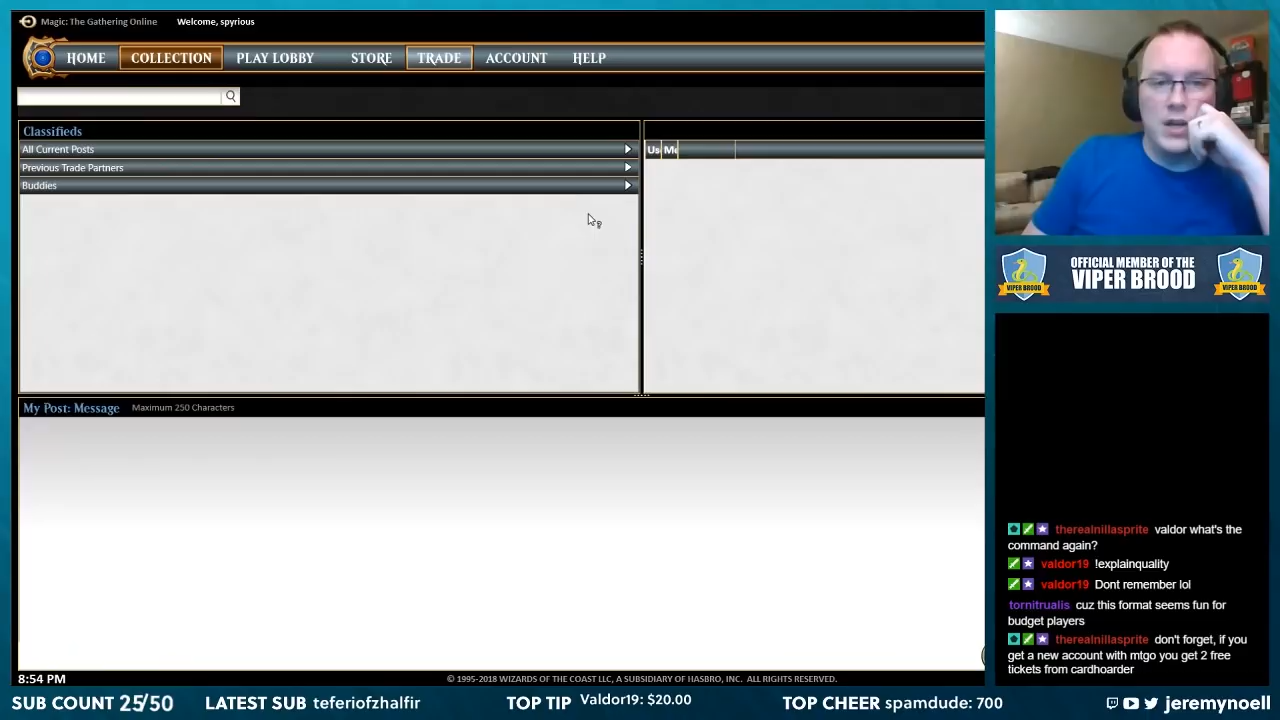 Magic: The Gathering Online Welcome, spyrious
HOME COLLECTION PLAY LOBBY STORE TRADE ACCOUNT HELP
Classifieds
All Current Posts
Previous Trade Partners
Buddies
Us Me
My Post: Message Maximum 250 Characters
8:54 PM
© 1995-2018 WIZARDS OF THE COAST LLC, A SUBSIDIARY OF HASBRO, INC. ALL RIGHTS RESERVED.
OFFICIAL MEMBER OF THE
VIPER BROOD
VIPER BROOD
VIPER BROOD
therealnillasprite valdor what's the
command again?
valdor19 !explainquality
valdor19 Dont remember lol
tornitrualis cuz this format seems fun for
budget players
therealnillasprite don't forget, if you
get a new account with mtgo you get 2 free
tickets from cardhoarder
SUB COUNT 25/50 LATEST SUB teferiofzhalfir TOP TIP Valdor19: $20.00 TOP CHEER spamdude: 700 jeremynoell